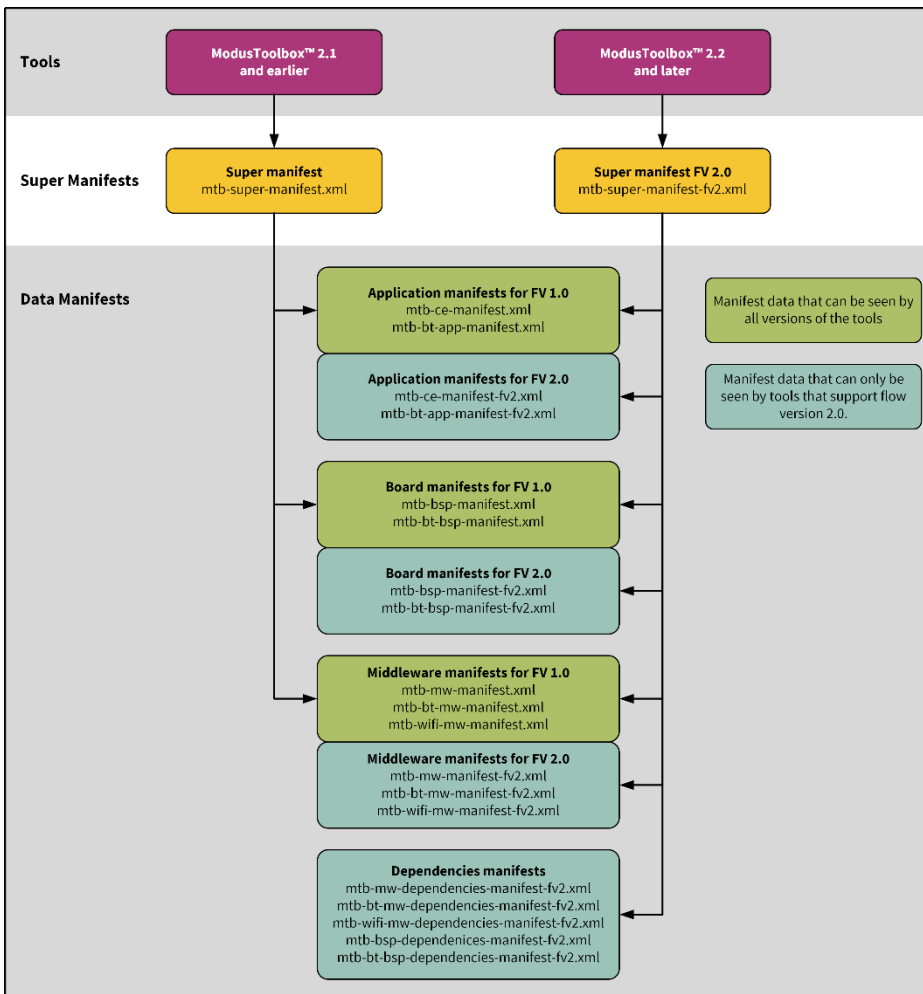 Tools
ModusToolbox™ 2.1
and earlier
ModusToolbox™ 2.2
and later
Super Manifests
Super manifest
mtb-super-manifest.xml
Super manifest FV 2.0
mtb-super-manifest-fv2.xml
Data Manifests
Application manifests for FV 1.0
mtb-ce-manifest.xml
mtb-bt-app-manifest.xml
Application manifests for FV 2.0
mtb-ce-manifest-fv2.xml
mtb-bt-app-manifest-fv2.xml
Board manifests for FV 1.0
mtb-bsp-manifest.xml
mtb-bt-bsp-manifest.xml
Board manifests for FV 2.0
mtb-bsp-manifest-fv2.xml
mtb-bt-bsp-manifest-fv2.xml
Middleware manifests for FV 1.0
mtb-mw-manifest.xml
mtb-bt-mw-manifest.xml
mtb-wifi-mw-manifest.xml
Middleware manifests for FV 2.0
mtb-mw-manifest-fv2.xml
mtb-bt-mw-manifest-fv2.xml
mtb-wifi-mw-manifest-fv2.xml
Dependencies manifests
mtb-mw-dependencies-manifest-fv2.xml
mtb-bt-mw-dependencies-manifest-fv2.xml
mtb-wifi-mw-dependencies-manifest-fv2.xml
mtb-bsp-dependenices-manifest-fv2.xml
mtb-bt-bsp-dependencies-manifest-fv2.xml
Manifest data that can be seen by
all versions of the tools
Manifest data that can only be
seen by tools that support flow
version 2.0.